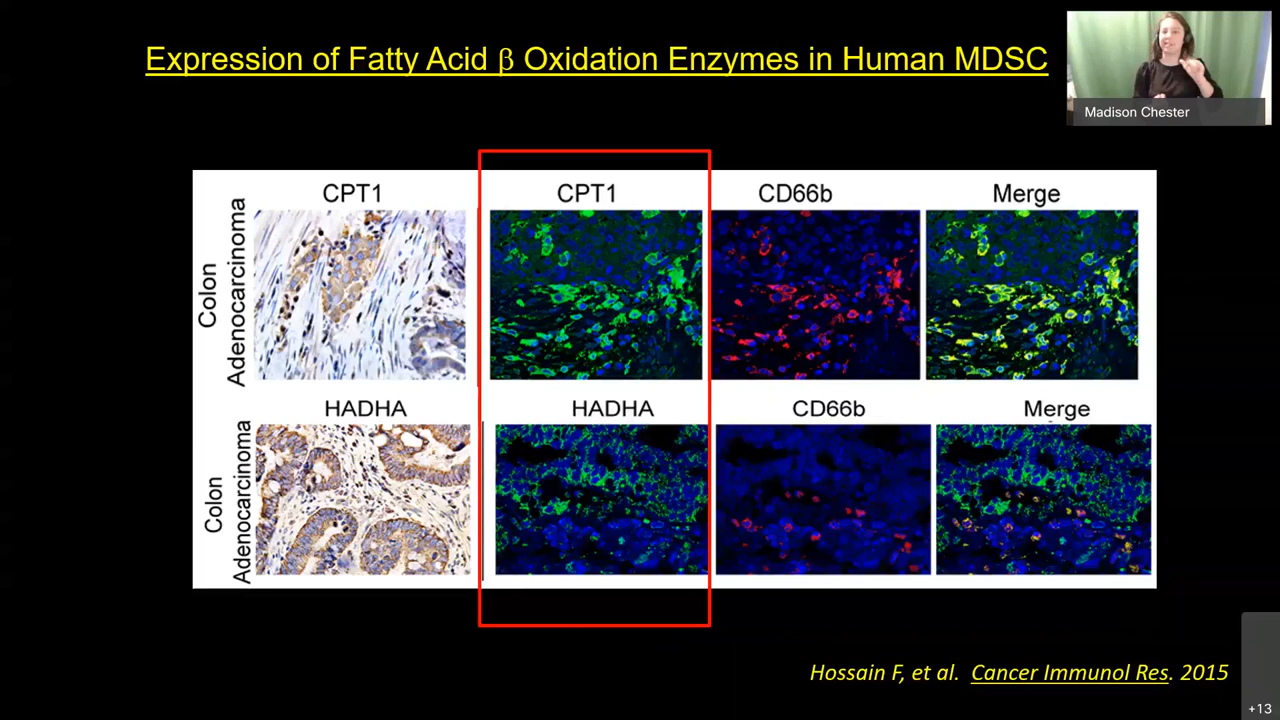 Expression of Fatty Acid β Oxidation Enzymes in Human MDSC
Madison Chester
CPT1
CPT1
CD66b
Merge
Colon
Adenocarcinoma
HADHA
HADHA
CD66b
Merge
Colon
Adenocarcinoma
Hossain F, et al. Cancer Immunol Res. 2015
+13